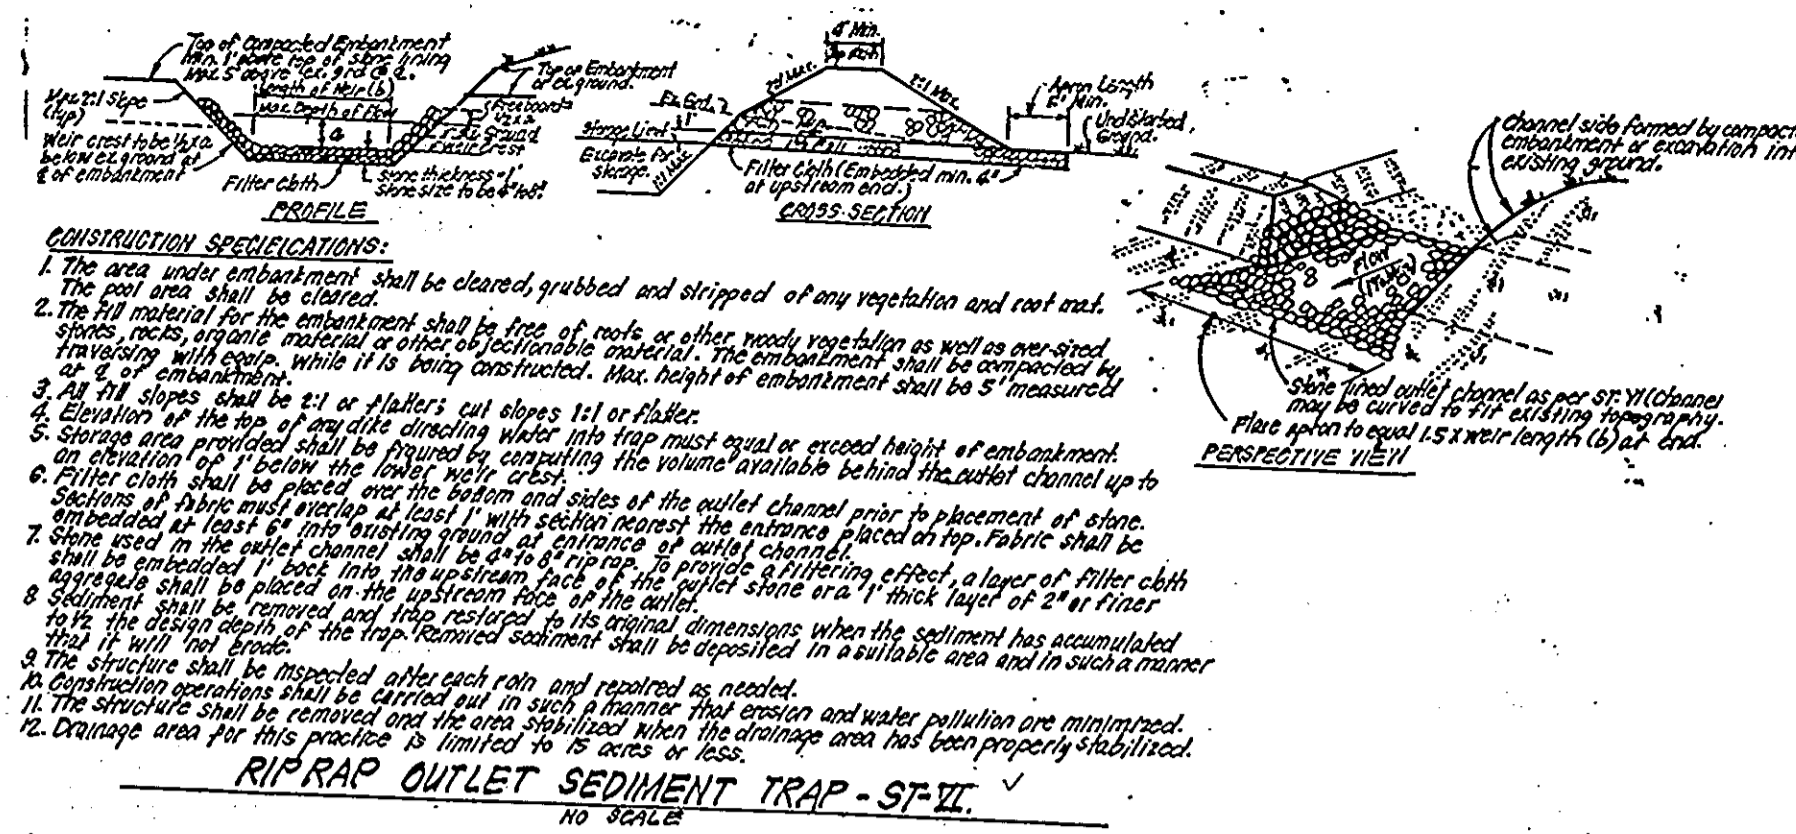 Top of Compacted Embankment
Min. 1' above top of stone lining
Max 5' above ex. grd @ ȼ.
Length of Weir (b)
Max. Depth of Flow
Max 2:1 Slope
(typ)
Weir crest to be ½ x a
below ex ground at
ȼ of embankment
a
Filter Cloth
Stone thickness = 1'
Stone size to be 4" to 8".
Top of Embankment
or ex ground.
Freeboard =
½ x a
Ex. Ground
Weir Crest
PROFILE
4' Min.
2:1 Max.
2:1 Max.
Ex. Grd.
1'
Storage Limit
Excavate for
storage.
Filter Cloth (Embedded min. 4"
at upstream end.)
Apron Length
Min.
Undisturbed
Ground.
CROSS-SECTION
Channel side formed by compact
embankment or excavation int
existing ground.
Flow
Stone lined outlet channel as per ST-VI (channel
may be curved to fit existing topography.
Flare apron to equal 1.5 x weir length (b) at end.
PERSPECTIVE VIEW
CONSTRUCTION SPECIFICATIONS:
1. The area under embankment shall be cleared, grubbed and stripped of any vegetation and root mat.
The pool area shall be cleared.
2. The fill material for the embankment shall be free of roots or other woody vegetation as well as over-sized
stones, rocks, organic material or other objectionable material. The embankment shall be compacted by
traversing with equip. while it is being constructed. Max. height of embankment shall be 5' measured
at ȼ of embankment.
3. All fill slopes shall be 2:1 or flatter; cut slopes 1:1 or flatter.
4. Elevation of the top of any dike directing water into trap must equal or exceed height of embankment.
5. Storage area provided shall be figured by computing the volume available behind the outlet channel up to
an elevation of 1' below the lower weir crest.
6. Filter cloth shall be placed over the bottom and sides of the outlet channel prior to placement of stone.
Sections of fabric must overlap at least 1' with section nearest the entrance placed on top. Fabric shall be
embedded at least 6" into existing ground at entrance of outlet channel.
7. Stone used in the outlet channel shall be 4" to 8" riprap. To provide a filtering effect, a layer of filter cloth
shall be embedded 1' back into the upstream face of the outlet stone or a 1' thick layer of 2" or finer
aggregate shall be placed on the upstream face of the outlet.
8 Sediment shall be removed and trap restored to its original dimensions when the sediment has accumulated
to ½ the design depth of the trap. Removed sediment shall be deposited in a suitable area and in such a manner
that it will not erode.
9. The structure shall be inspected after each rain and repaired as needed.
10. Construction operations shall be carried out in such a manner that erosion and water pollution are minimized.
11. The structure shall be removed and the area stabilized when the drainage area has been properly stabilized.
12. Drainage area for this practice is limited to 15 acres or less.
RIPRAP OUTLET SEDIMENT TRAP - ST-VI.
NO SCALE